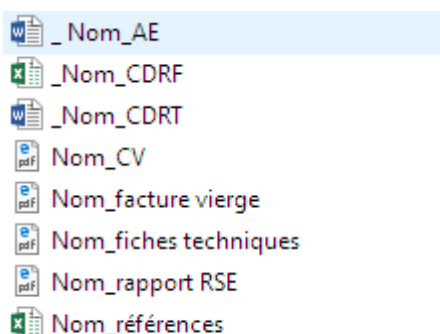 _ Nom_AE
_Nom_CDRF
_Nom_CDRT
Nom_CV
Nom_facture vierge
Nom_fiches techniques
Nom_rapport RSE
Nom_références